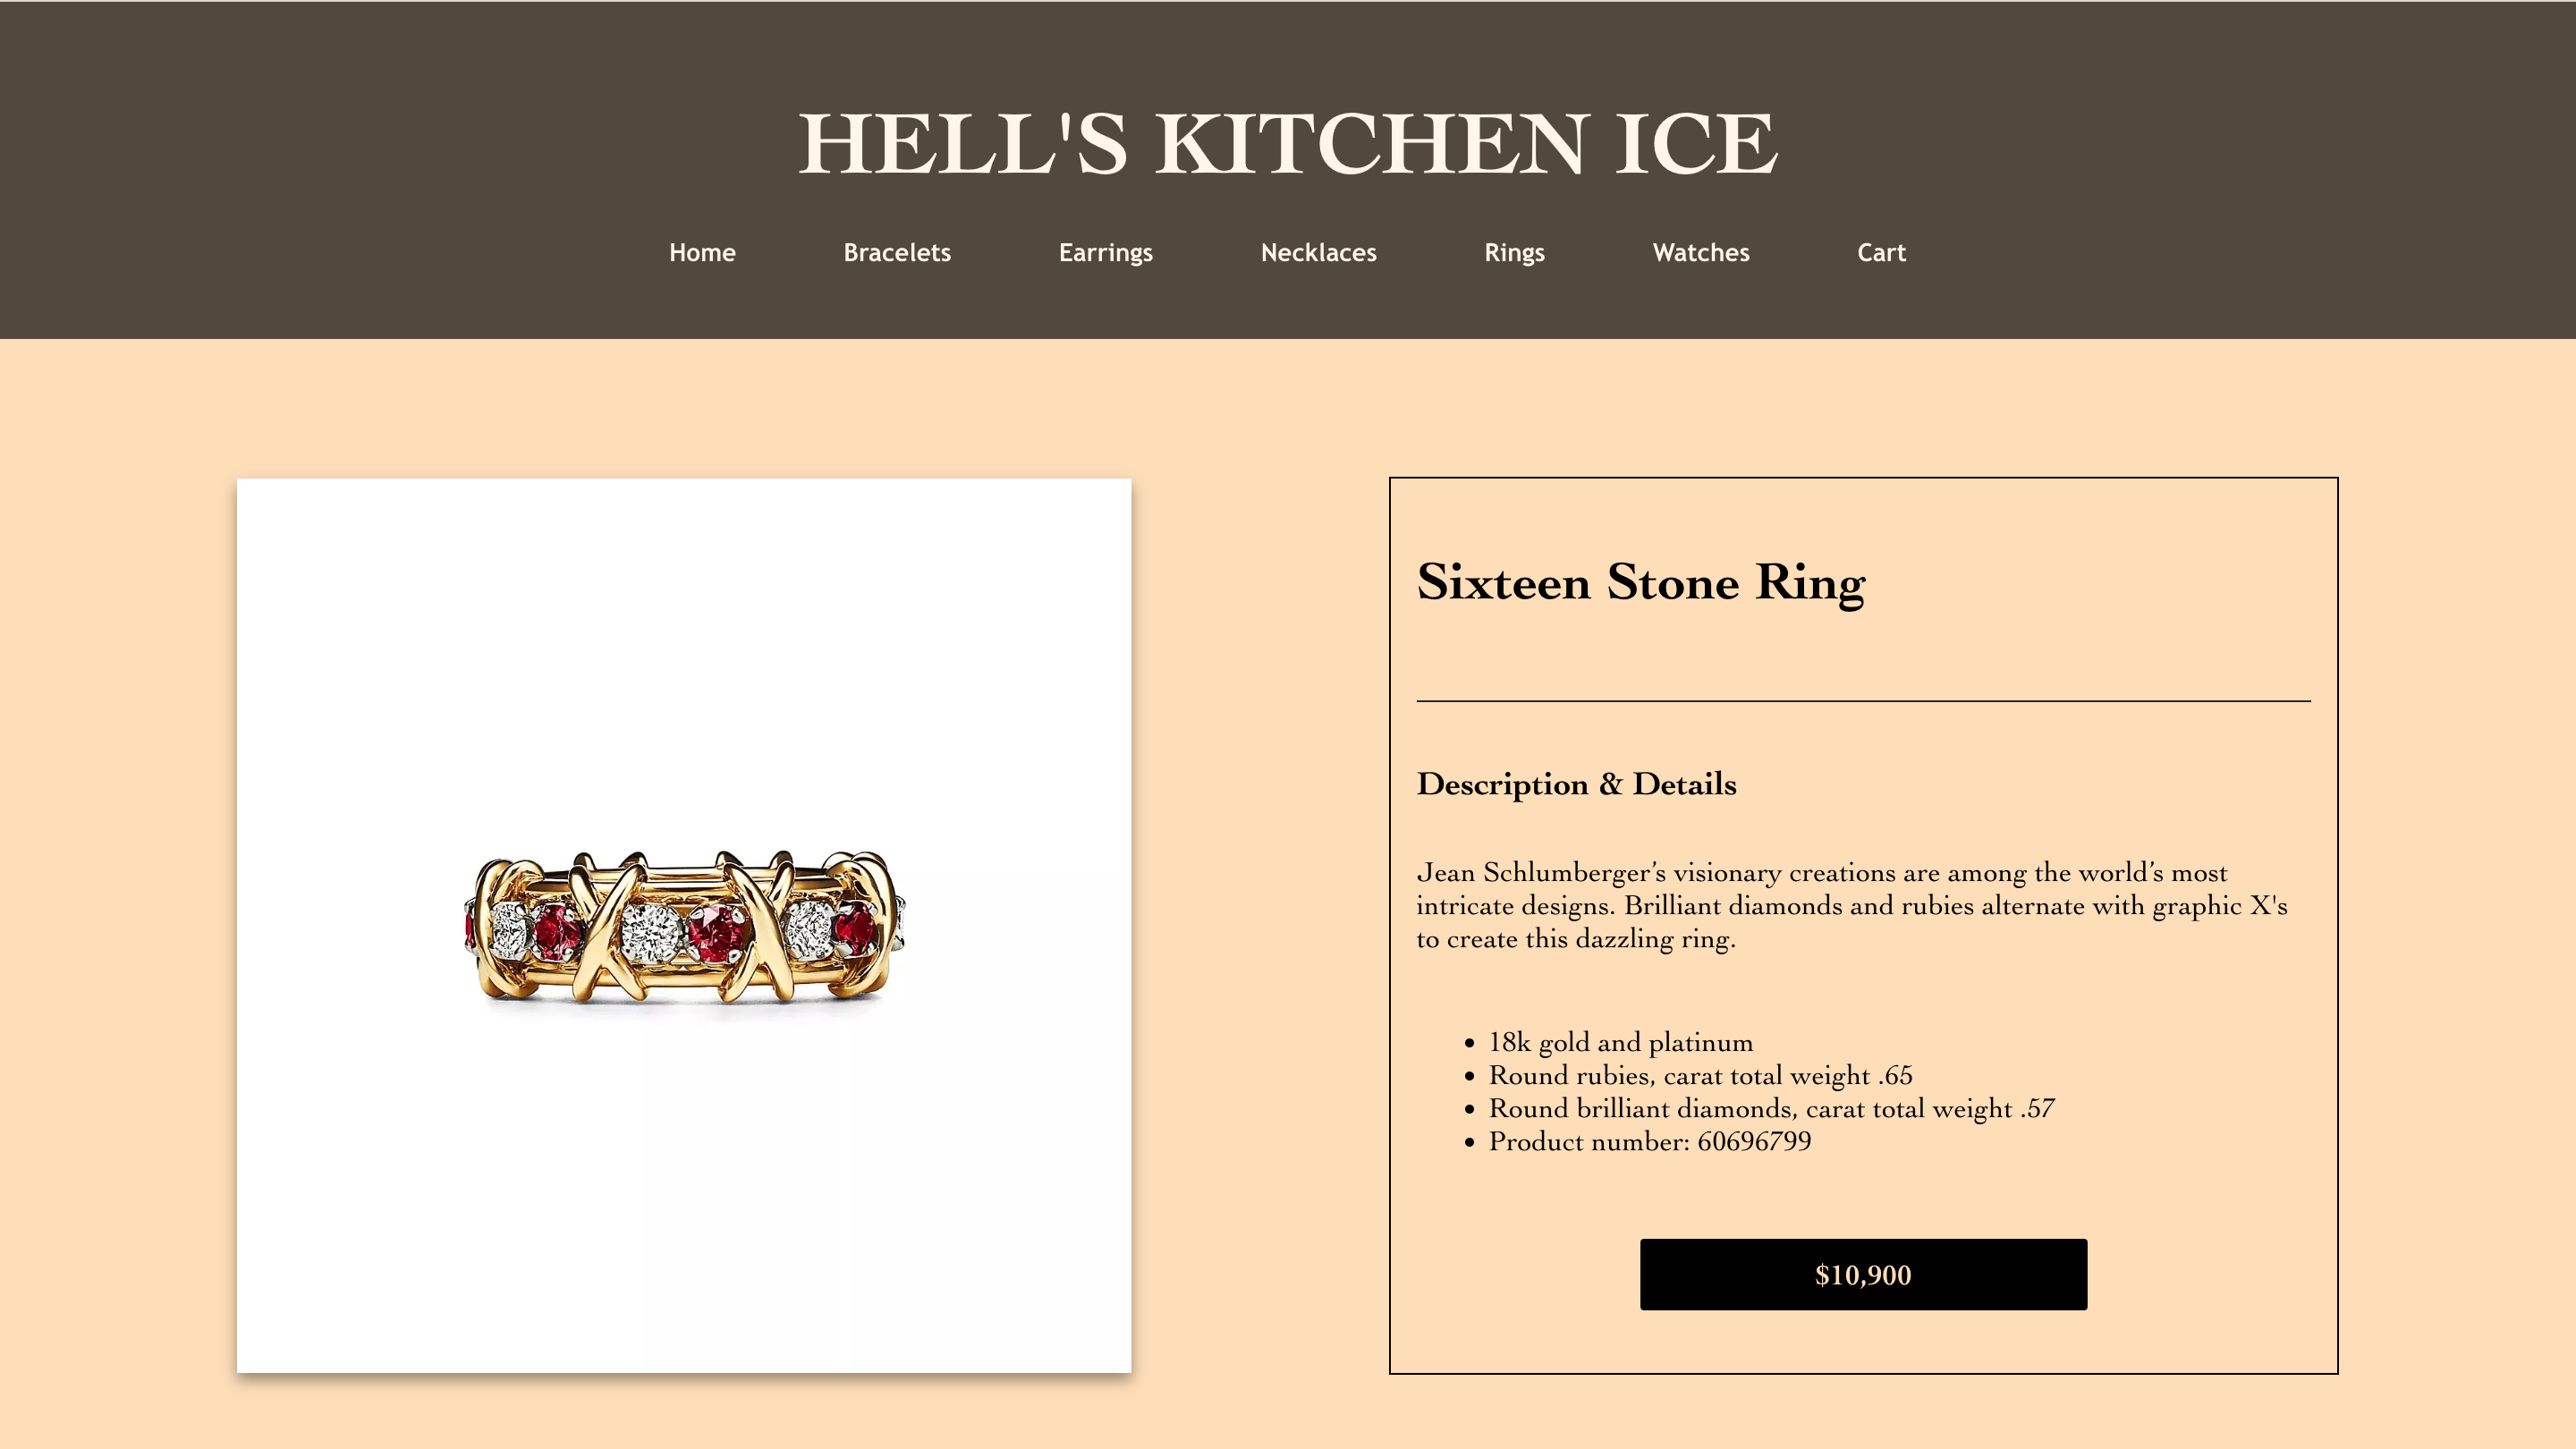 HELL'S KITCHEN ICE
Home Bracelets Earrings Necklaces Rings Watches Cart
Sixteen Stone Ring
Description & Details
Jean Schlumberger’s visionary creations are among the world’s most
intricate designs. Brilliant diamonds and rubies alternate with graphic X's
to create this dazzling ring.
• 18k gold and platinum
• Round rubies, carat total weight .65
• Round brilliant diamonds, carat total weight .57
• Product number: 60696799
$10,900